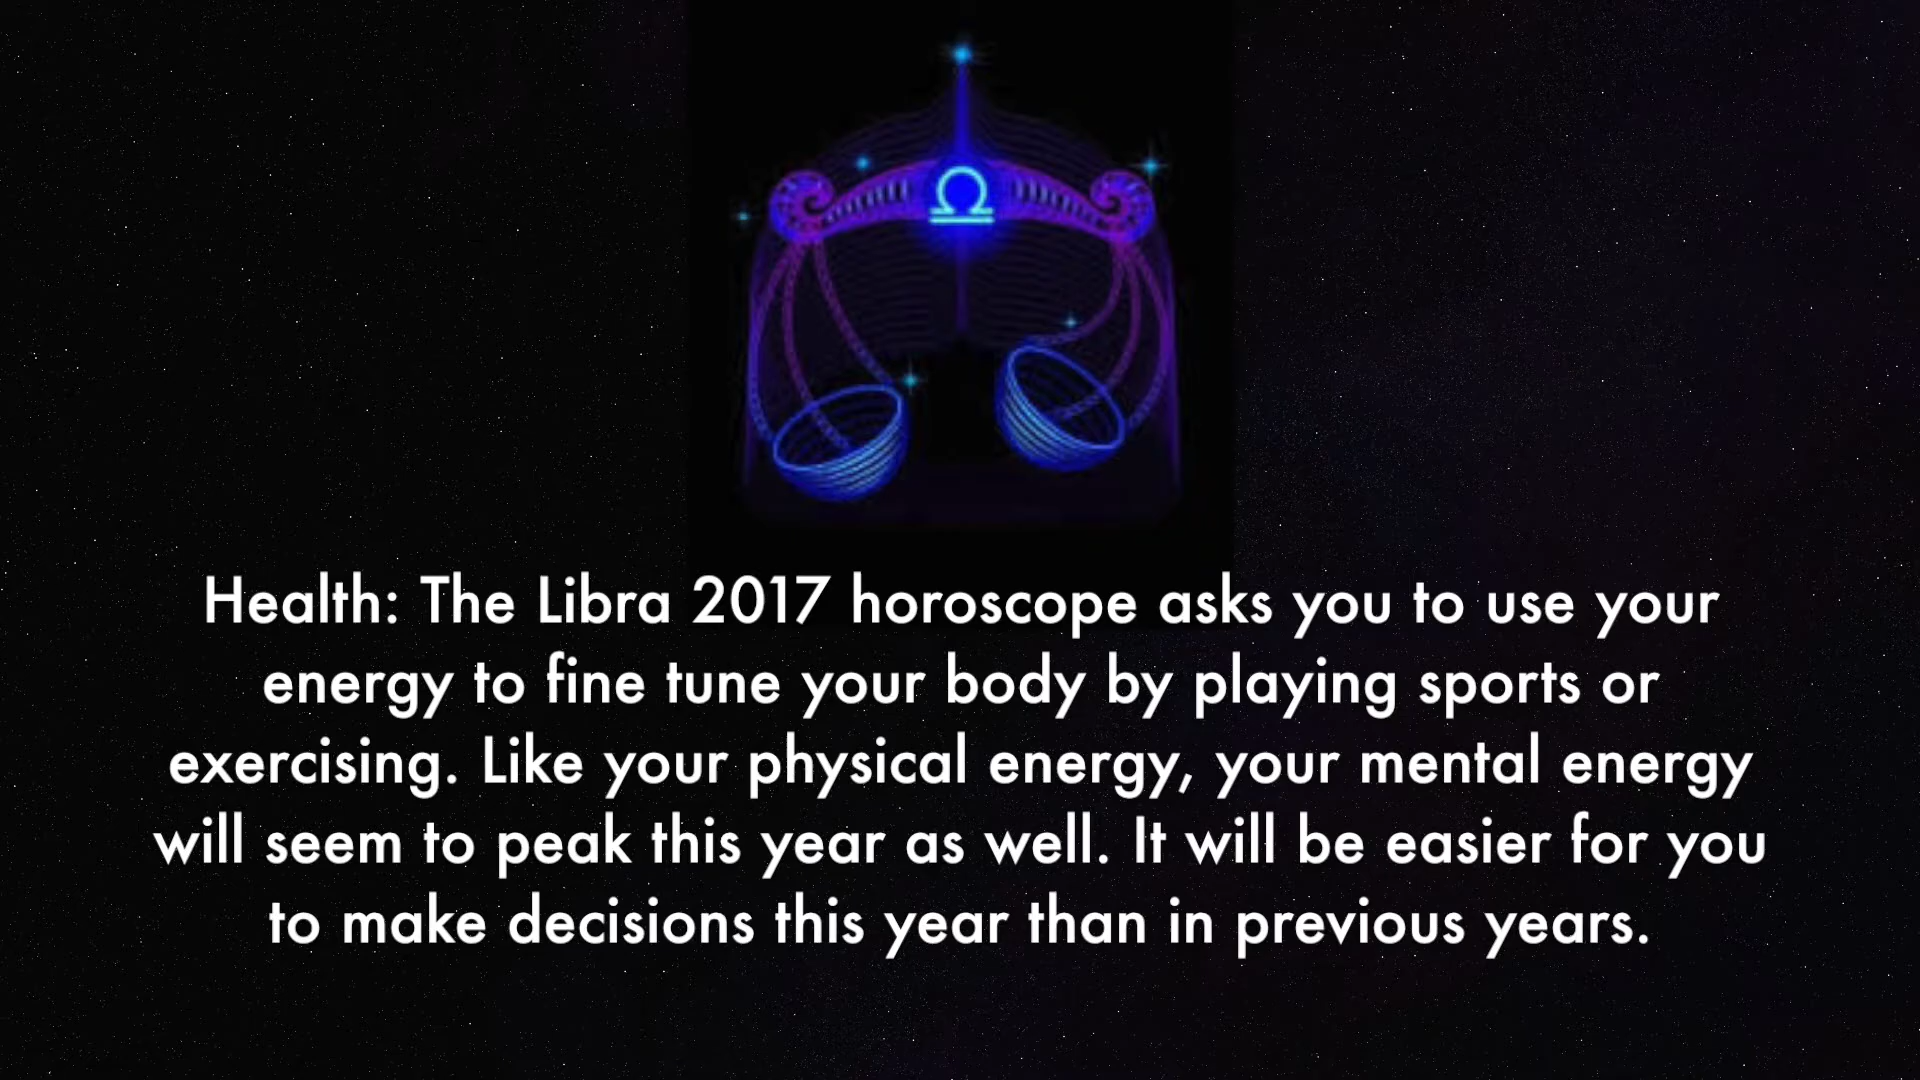 Health: The Libra 2017 horoscope asks you to use your
energy to fine tune your body by playing sports or
exercising. Like your physical energy, your mental energy
will seem to peak this year as well. It will be easier for you
to make decisions this year than in previous years.